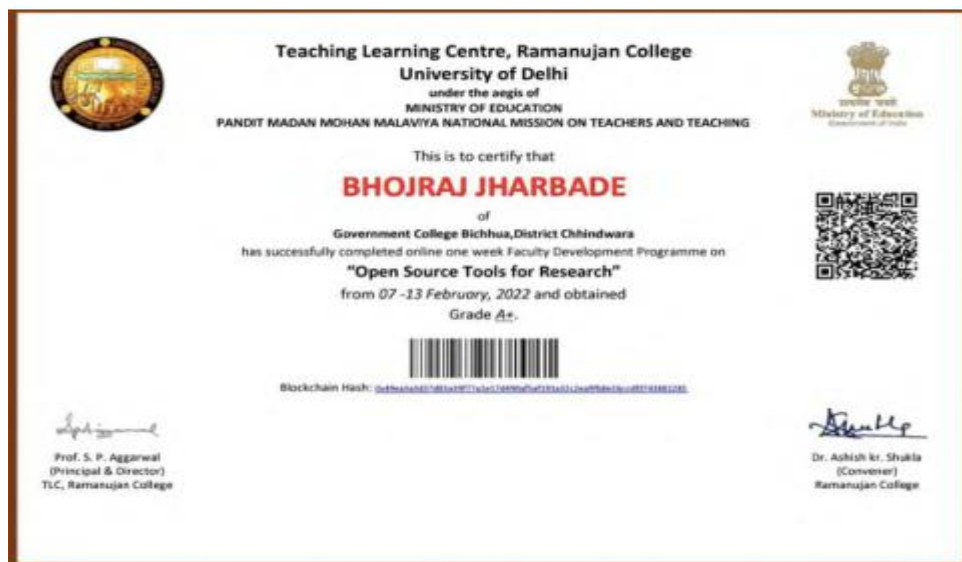 Teaching Learning Centre, Ramanujan College
University of Delhi
under the aegis of
MINISTRY OF EDUCATION
PANDIT MADAN MOHAN MALAVIYA NATIONAL MISSION ON TEACHERS AND TEACHING
Ministry of Education
Government of India
This is to certify that
BHOJRAJ JHARBADE
of
Government College Bichhua,District Chhindwara
has successfully completed online one week Faculty Development Programme on
"Open Source Tools for Research"
from 07 -13 February, 2022 and obtained
Grade A+.
Blockchain Hash:
Prof. S. P. Aggarwal
(Principal & Director)
TLC, Ramanujan College
Dr. Ashish kr. Shukla
(Convener)
Ramanujan College